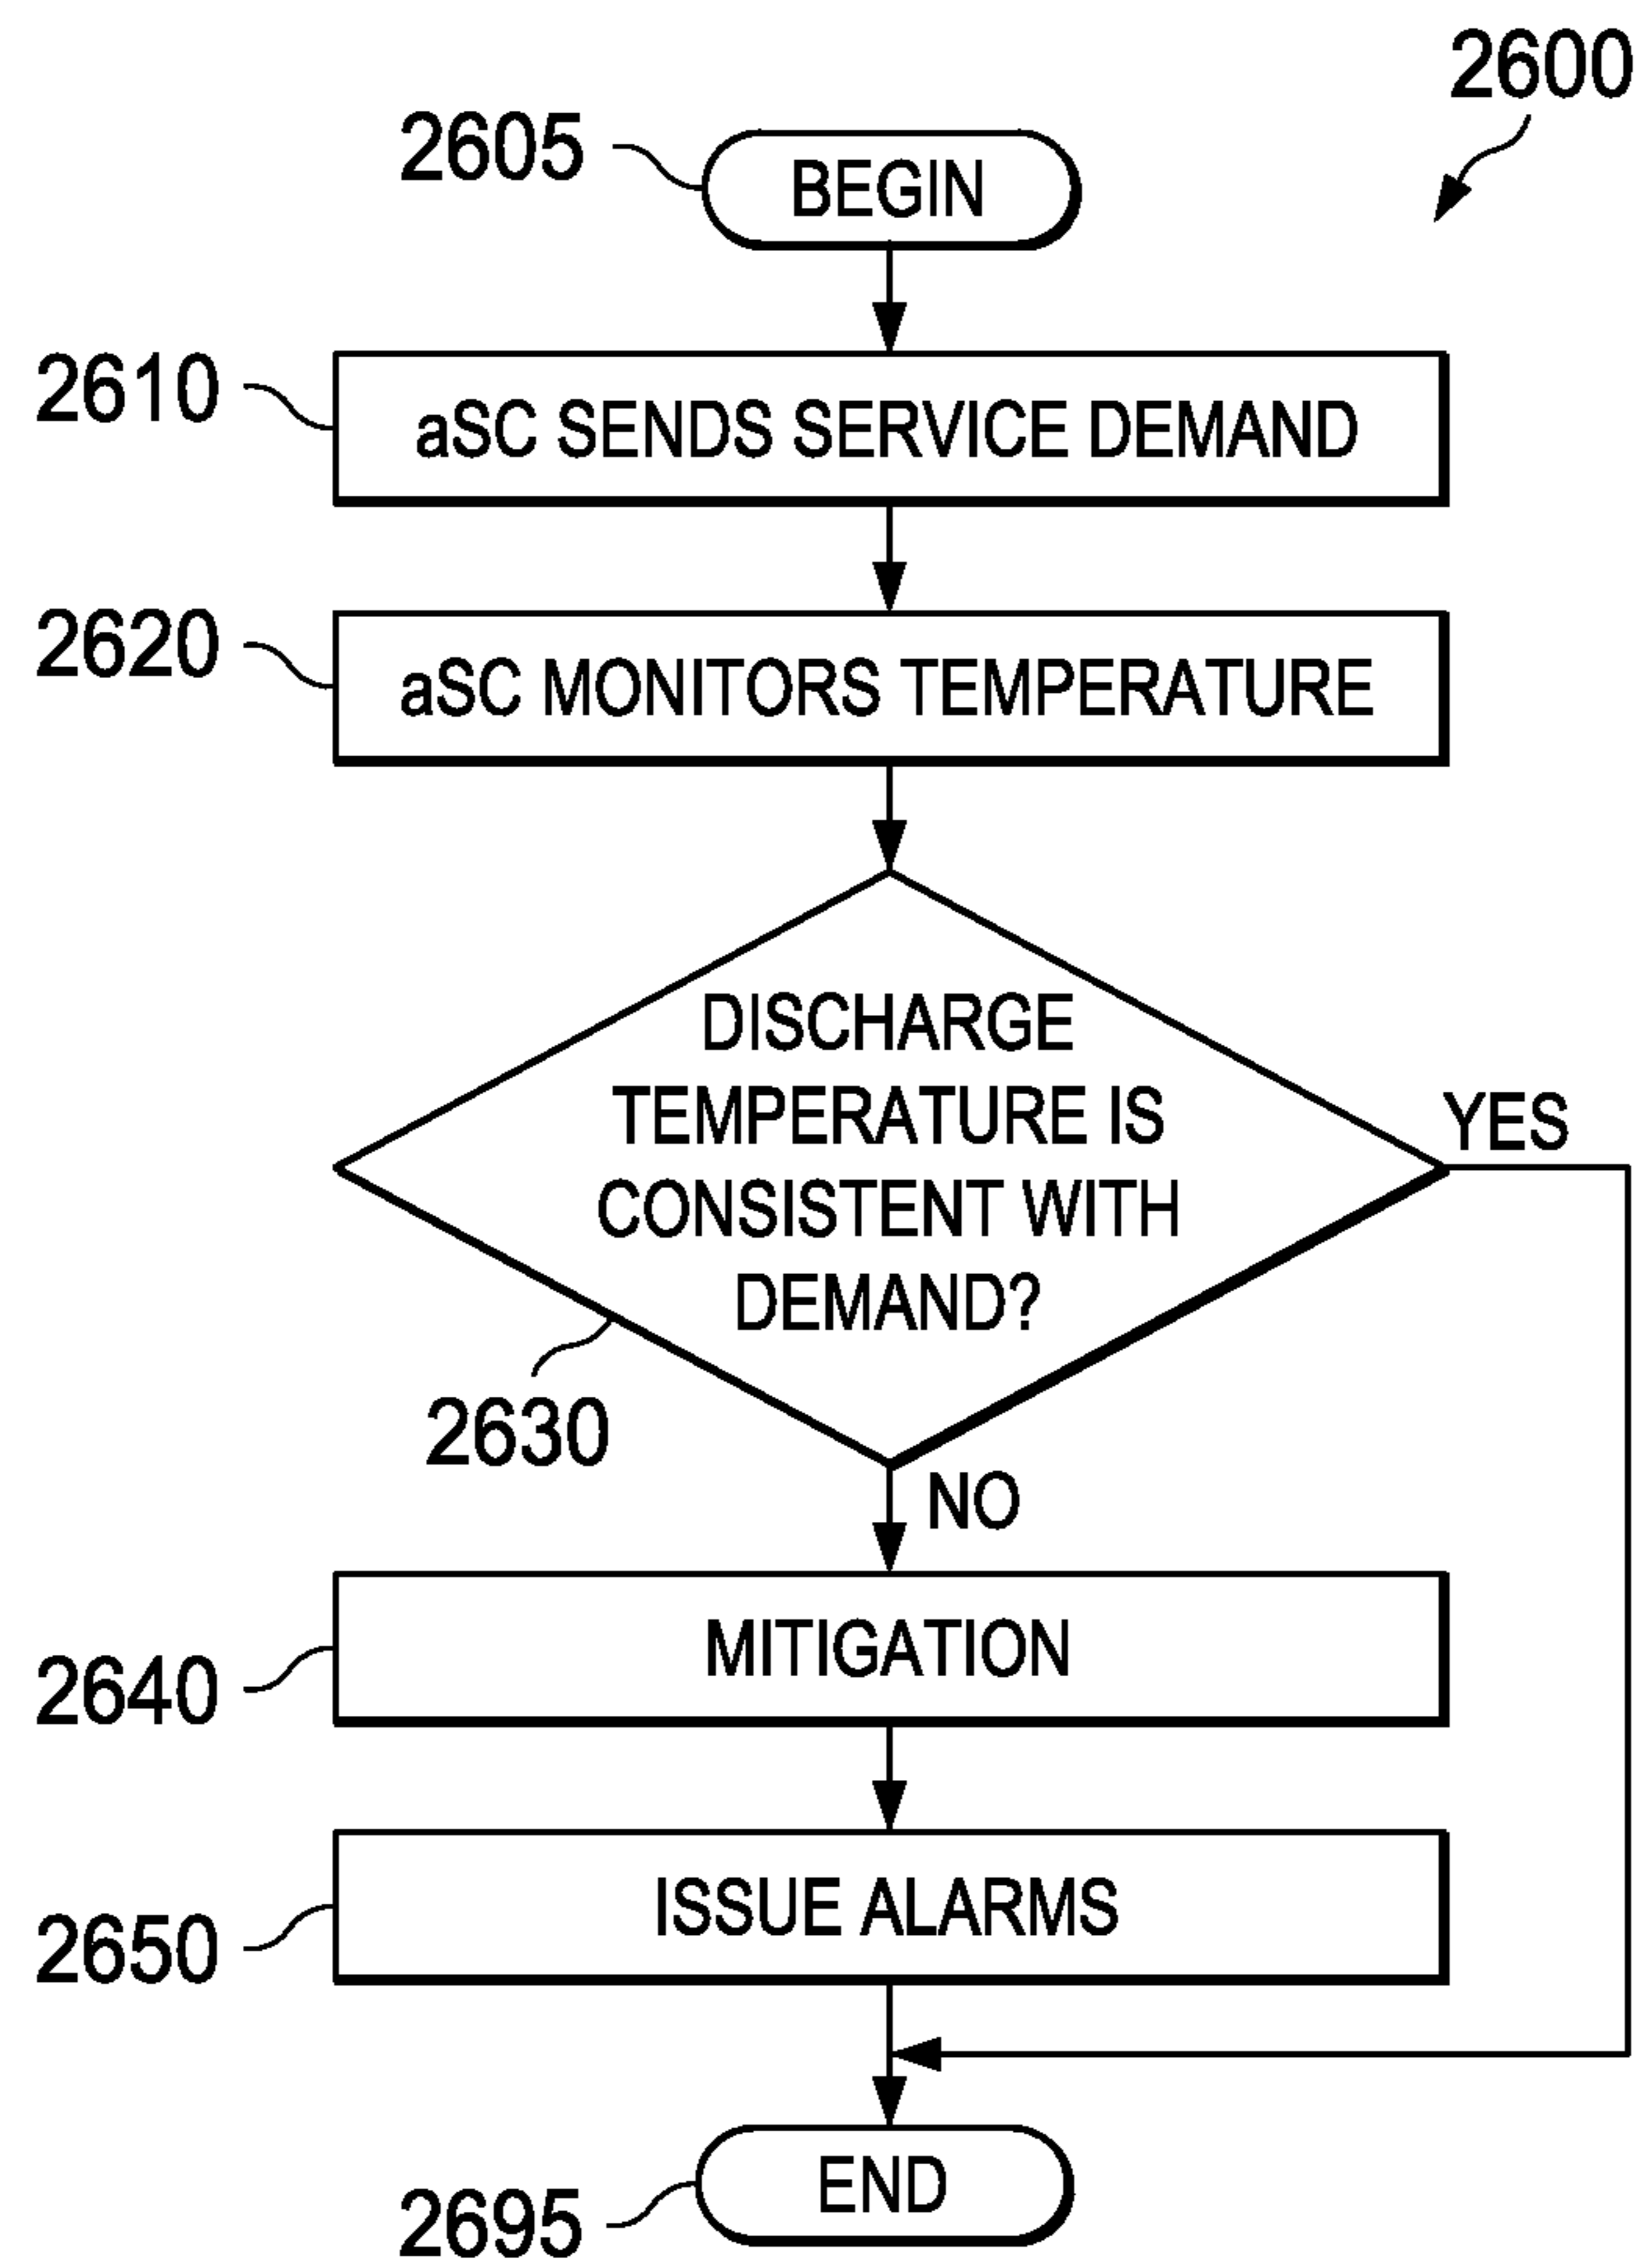 2600
2605
BEGIN
2610
aSC SENDS SERVICE DEMAND
2620
aSC MONITORS TEMPERATURE
DISCHARGE
TEMPERATURE IS
CONSISTENT WITH
DEMAND?
YES
2630
NO
2640
MITIGATION
2650
ISSUE ALARMS
2695
END